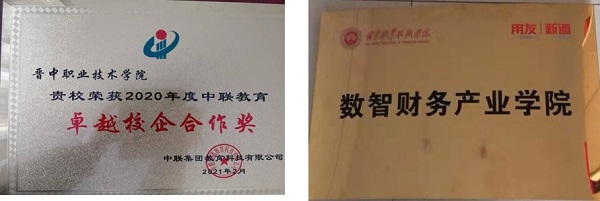 晋中职业技术学院
贵校荣获2020年度中联教育
卓越校企合作奖
中联集团教育科技有限公司
2021年2月
用友 新道
数智财务产业学院